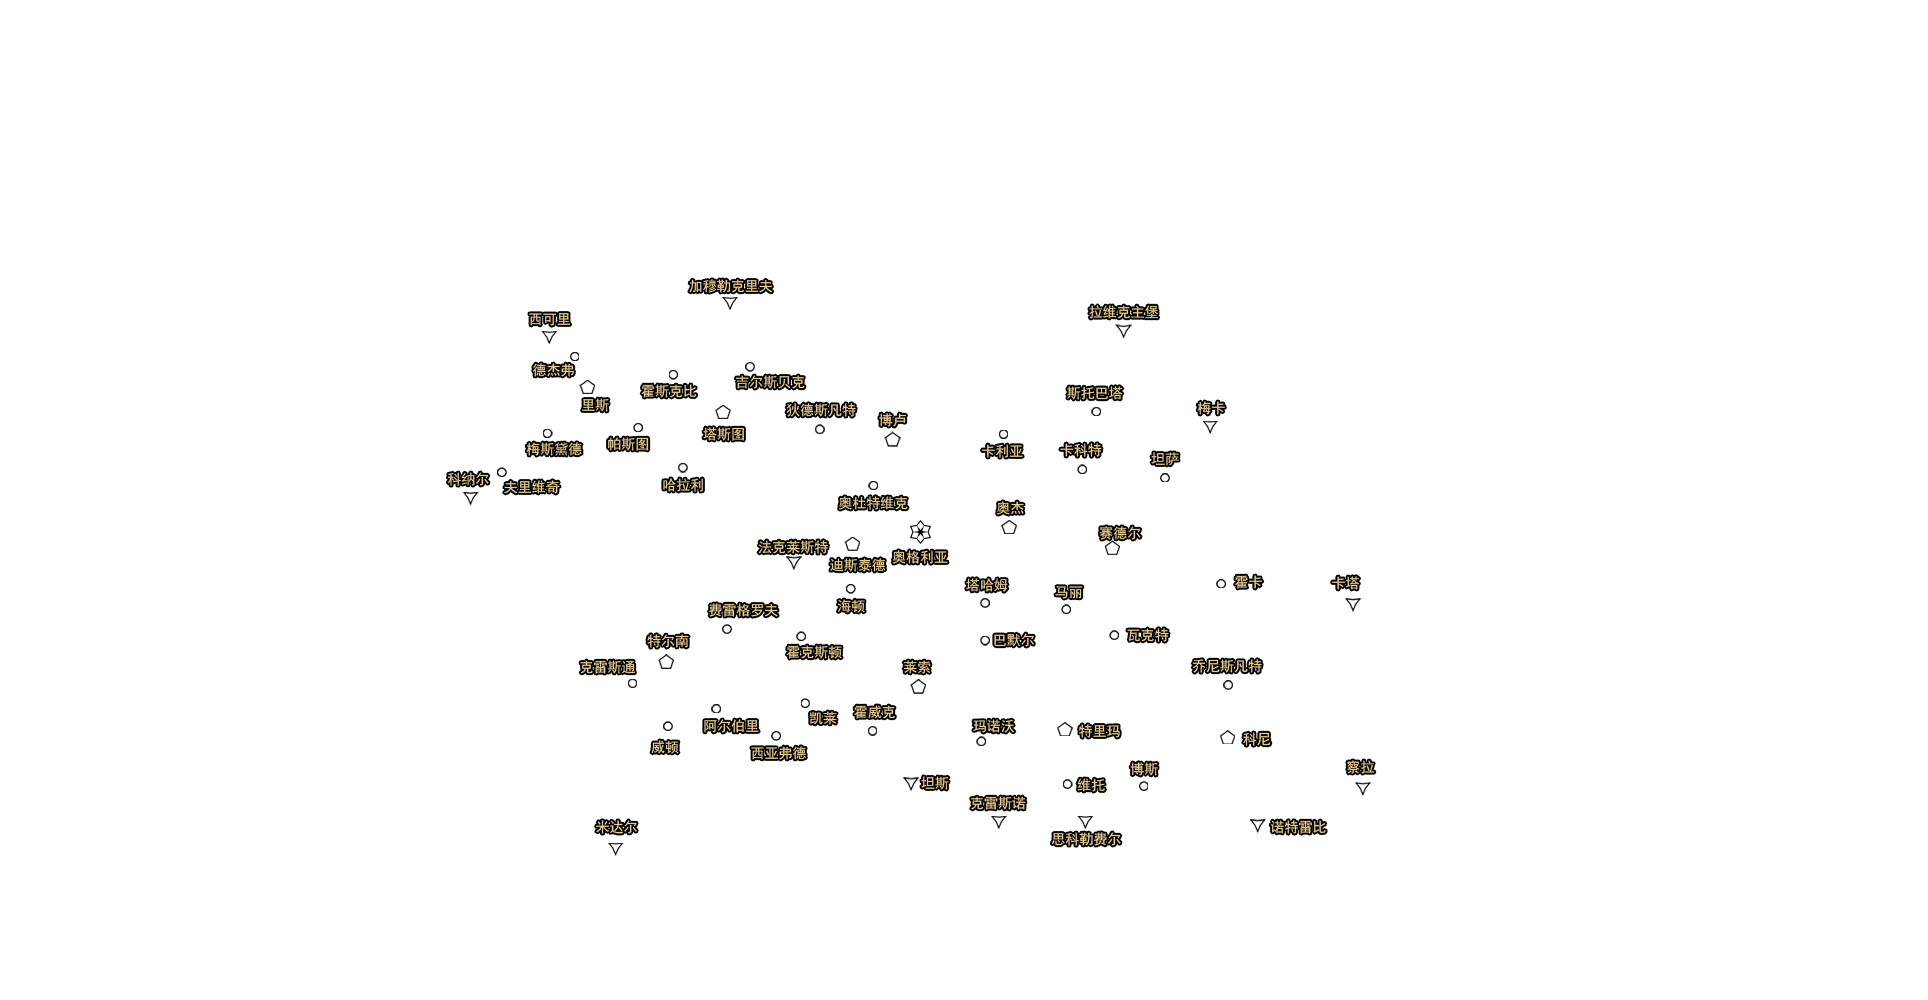 加穆勒克里夫
拉维克主堡
西可里
德杰弗
霍斯克比
吉尔斯贝克
斯托巴塔
里斯
狄德斯凡特
梅卡
博卢
塔斯图
帕斯图
梅斯黛德
卡利亚
卡科特
坦萨
科纳尔
夫里维奇
哈拉利
奥杜特维克
奥杰
赛德尔
法克莱斯特
奥格利亚
迪斯泰德
霍卡
卡塔
塔哈姆
马丽
海顿
费雷格罗夫
瓦克特
特尔南
巴默尔
霍克斯顿
克雷斯通
莱索
乔尼斯凡特
霍威克
凯莱
阿尔伯里
玛诺沃
特里玛
科尼
威顿
西亚弗德
察拉
博斯
坦斯
维托
克雷斯诺
米达尔
诺特雷比
思科勒费尔